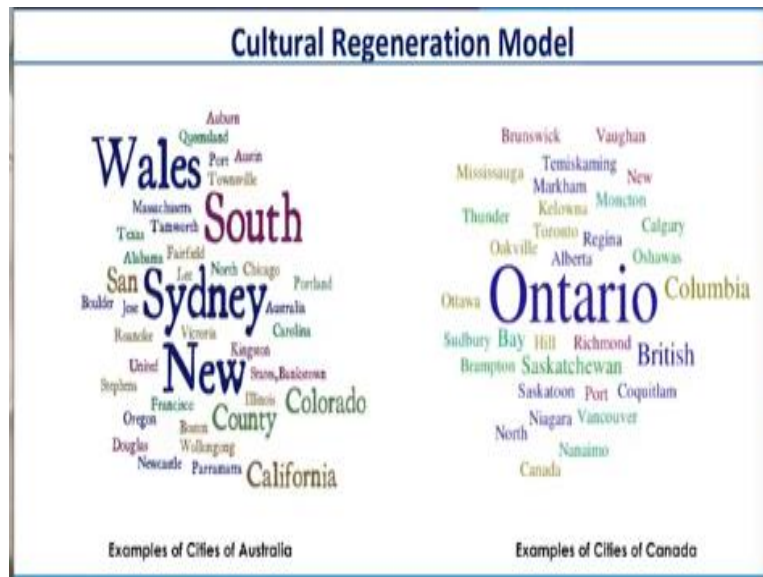 Cultural Regeneration Model
Auburn
Queensland
Wales Port Austin
Townsville
Massachusetts South
Texas Tamworth
Alabama Fairfield
San Lee North Chicago
Portland
Boulder Jose Sydney Australia
Roanoke Victoria Carolina
Kingston
United New
Stephens Illinois
Francisco Colorado
Oregon Boston County
Douglas Wollongong
Newcastle Parramatta California
Examples of Cities of Australia
Brunswick Vaughan
Mississauga Temiskaming New
Markham
Thunder Kelowna Moncton
Toronto Calgary
Oakville Regina
Alberta Oshawas
Ottawa Ontario Columbia
Sudbury Bay Hill Richmond British
Brampton Saskatchewan
Saskatoon Port Coquitlam
Niagara Vancouver
North
Nanaimo
Canada
Examples of Cities of Canada